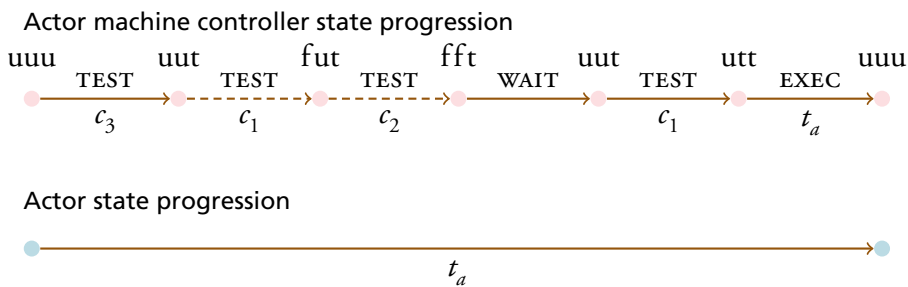 Actor machine controller state progression
uuu uut fut fft uut utt uuu
TEST TEST TEST WAIT TEST EXEC
c3 c1 c2 c1 ta
Actor state progression
ta